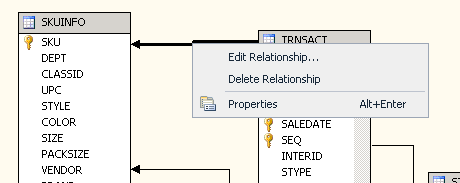 SKUINFO
SKU
DEPT
CLASSID
UPC
STYLE
COLOR
SIZE
PACKSIZE
VENDOR
TRNSACT
Edit Relationship...
Delete Relationship
Properties Alt+Enter
SALEDATE
SEQ
INTERID
STYPE